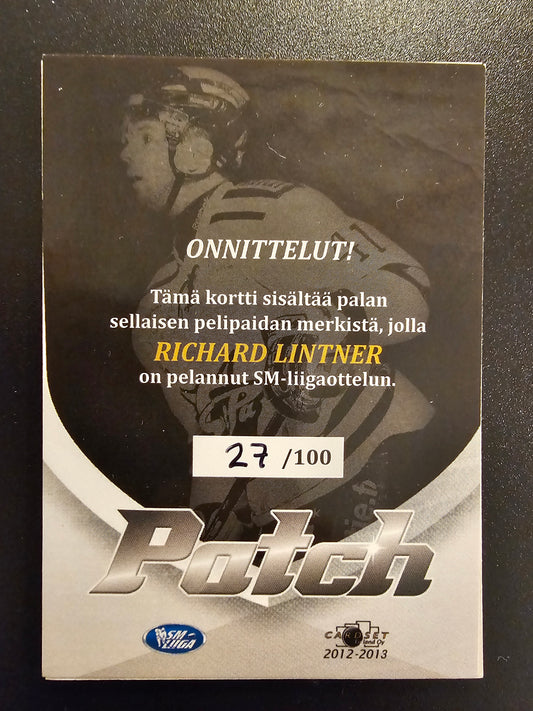 ONNITTELUT!
Tämä kortti sisältää palan
sellaisen pelipaidan merkistä, jolla
RICHARD LINTNER
on pelannut SM-liigaottelun.
27 /100
Patch
SM-
LIIGA
CARDSET
2012-2013